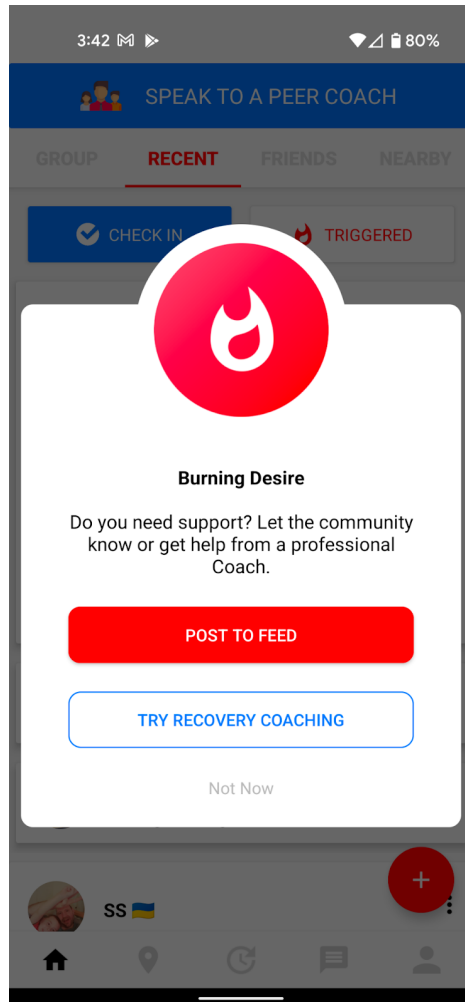 3:42 80%
SPEAK TO A PEER COACH
GROUP RECENT FRIENDS NEARBY
CHECK IN TRIGGERED
Burning Desire
Do you need support? Let the community
know or get help from a professional
Coach.
POST TO FEED
TRY RECOVERY COACHING
Not Now
SS 🇺🇦